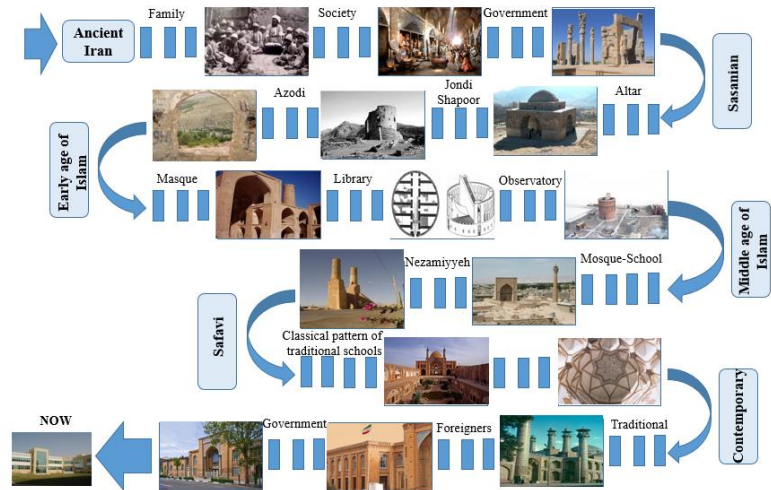 Ancient
Iran
Family
Society
Government
Sasanian
Altar
Jondi
Shapoor
Azodi
Early age of
Islam
Masque
Library
Observatory
Middle age of
Islam
Mosque-School
Nezamiyyeh
Safavi
Classical pattern of
traditional schools
Contemporary
Traditional
Foreigners
Government
NOW